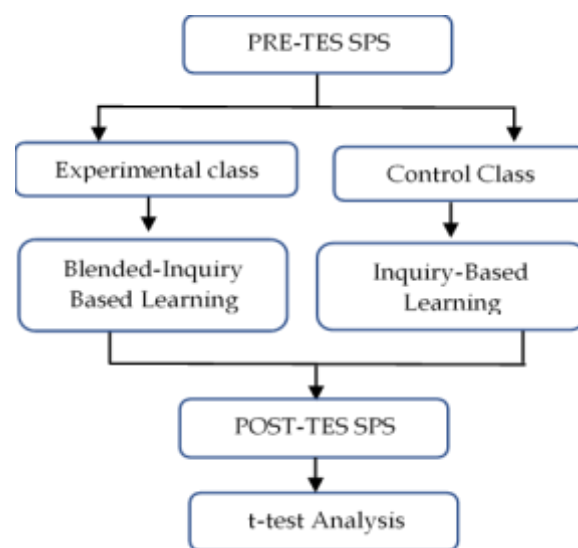 PRE-TES SPS
Experimental class
Control Class
Blended-Inquiry
Based Learning
Inquiry-Based
Learning
POST-TES SPS
t-test Analysis